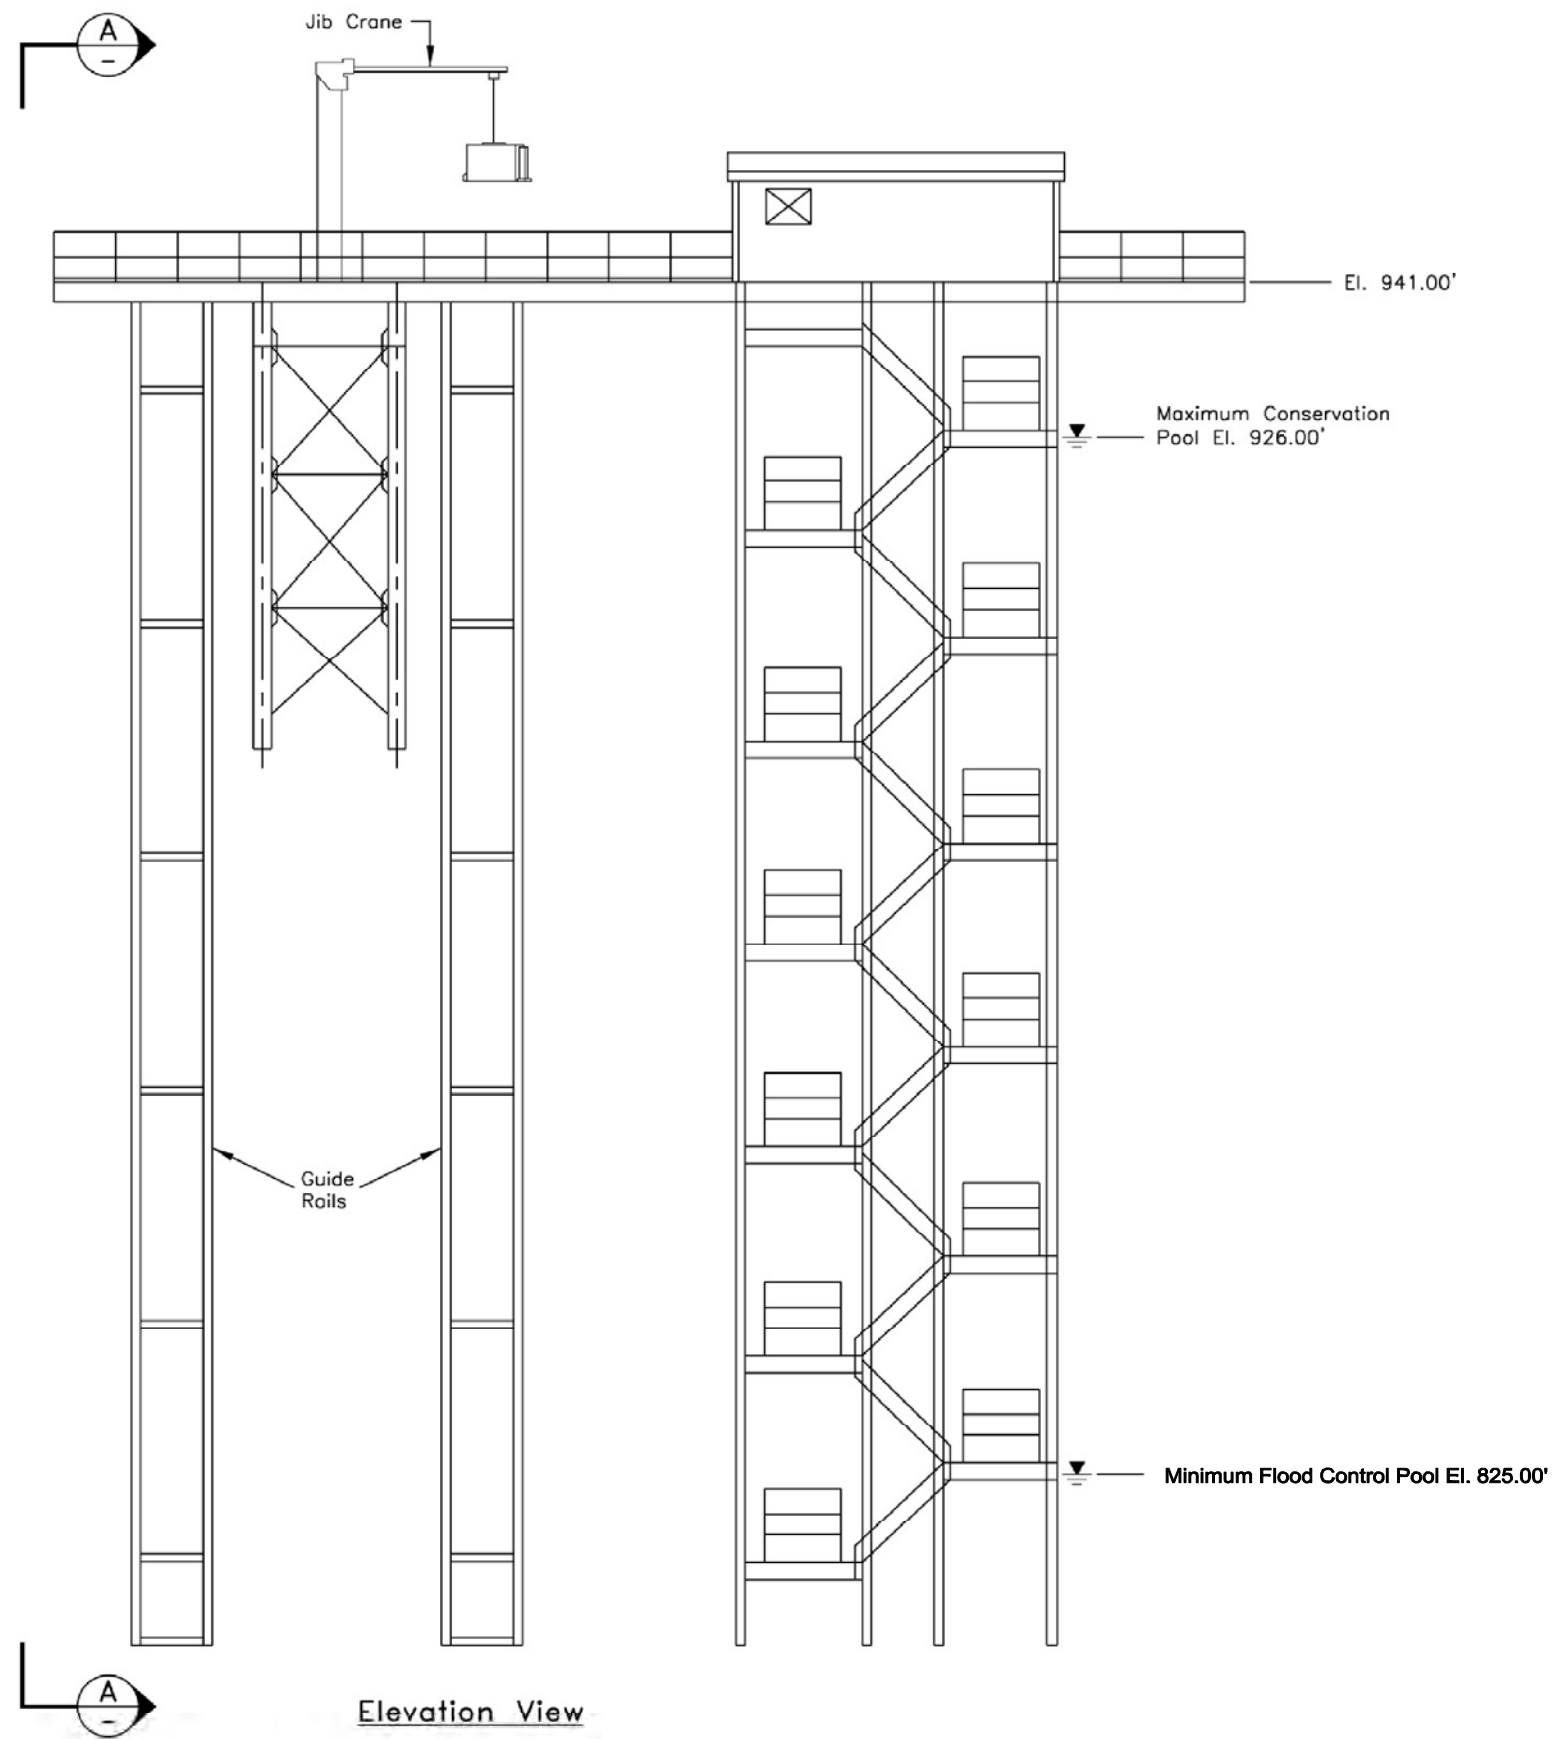 A
–
Jib Crane
El. 941.00'
Maximum Conservation
Pool El. 926.00'
Guide
Rails
Minimum Flood Control Pool El. 825.00'
A
–
Elevation View